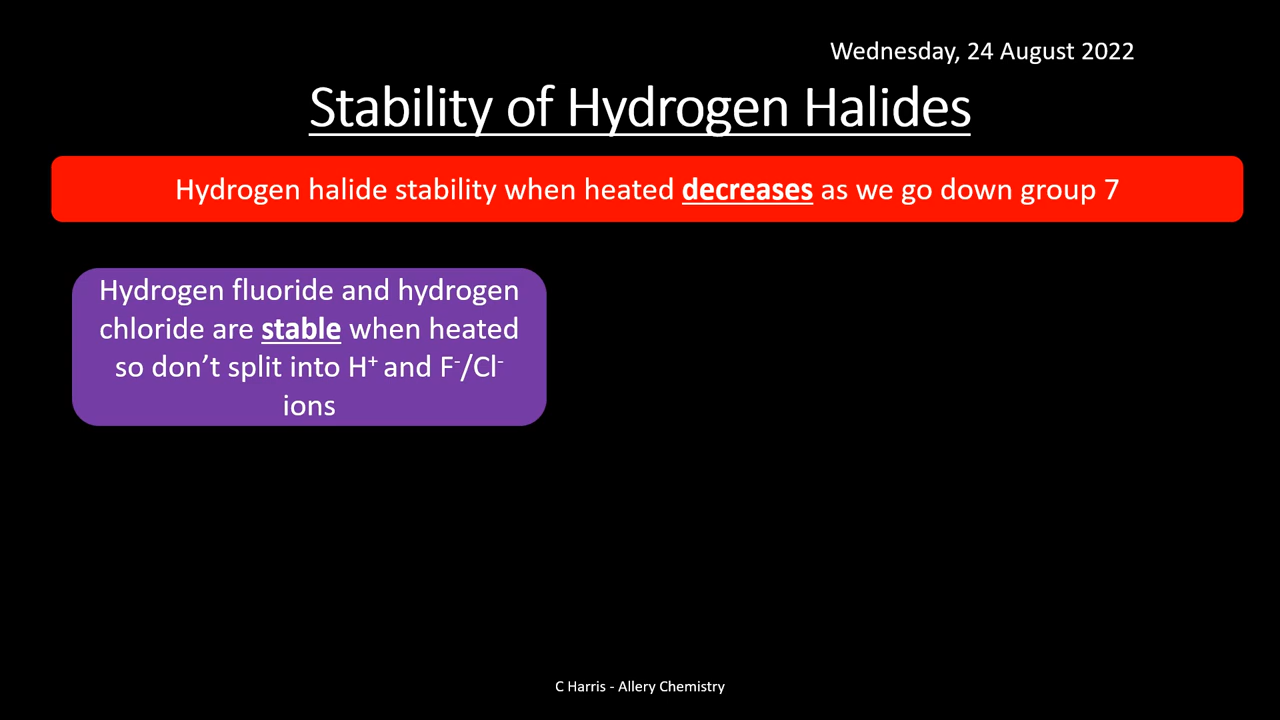 Wednesday, 24 August 2022
Stability of Hydrogen Halides
Hydrogen halide stability when heated decreases as we go down group 7
Hydrogen fluoride and hydrogen
chloride are stable when heated
so don’t split into H⁺ and F⁻/Cl⁻
ions
C Harris - Allery Chemistry